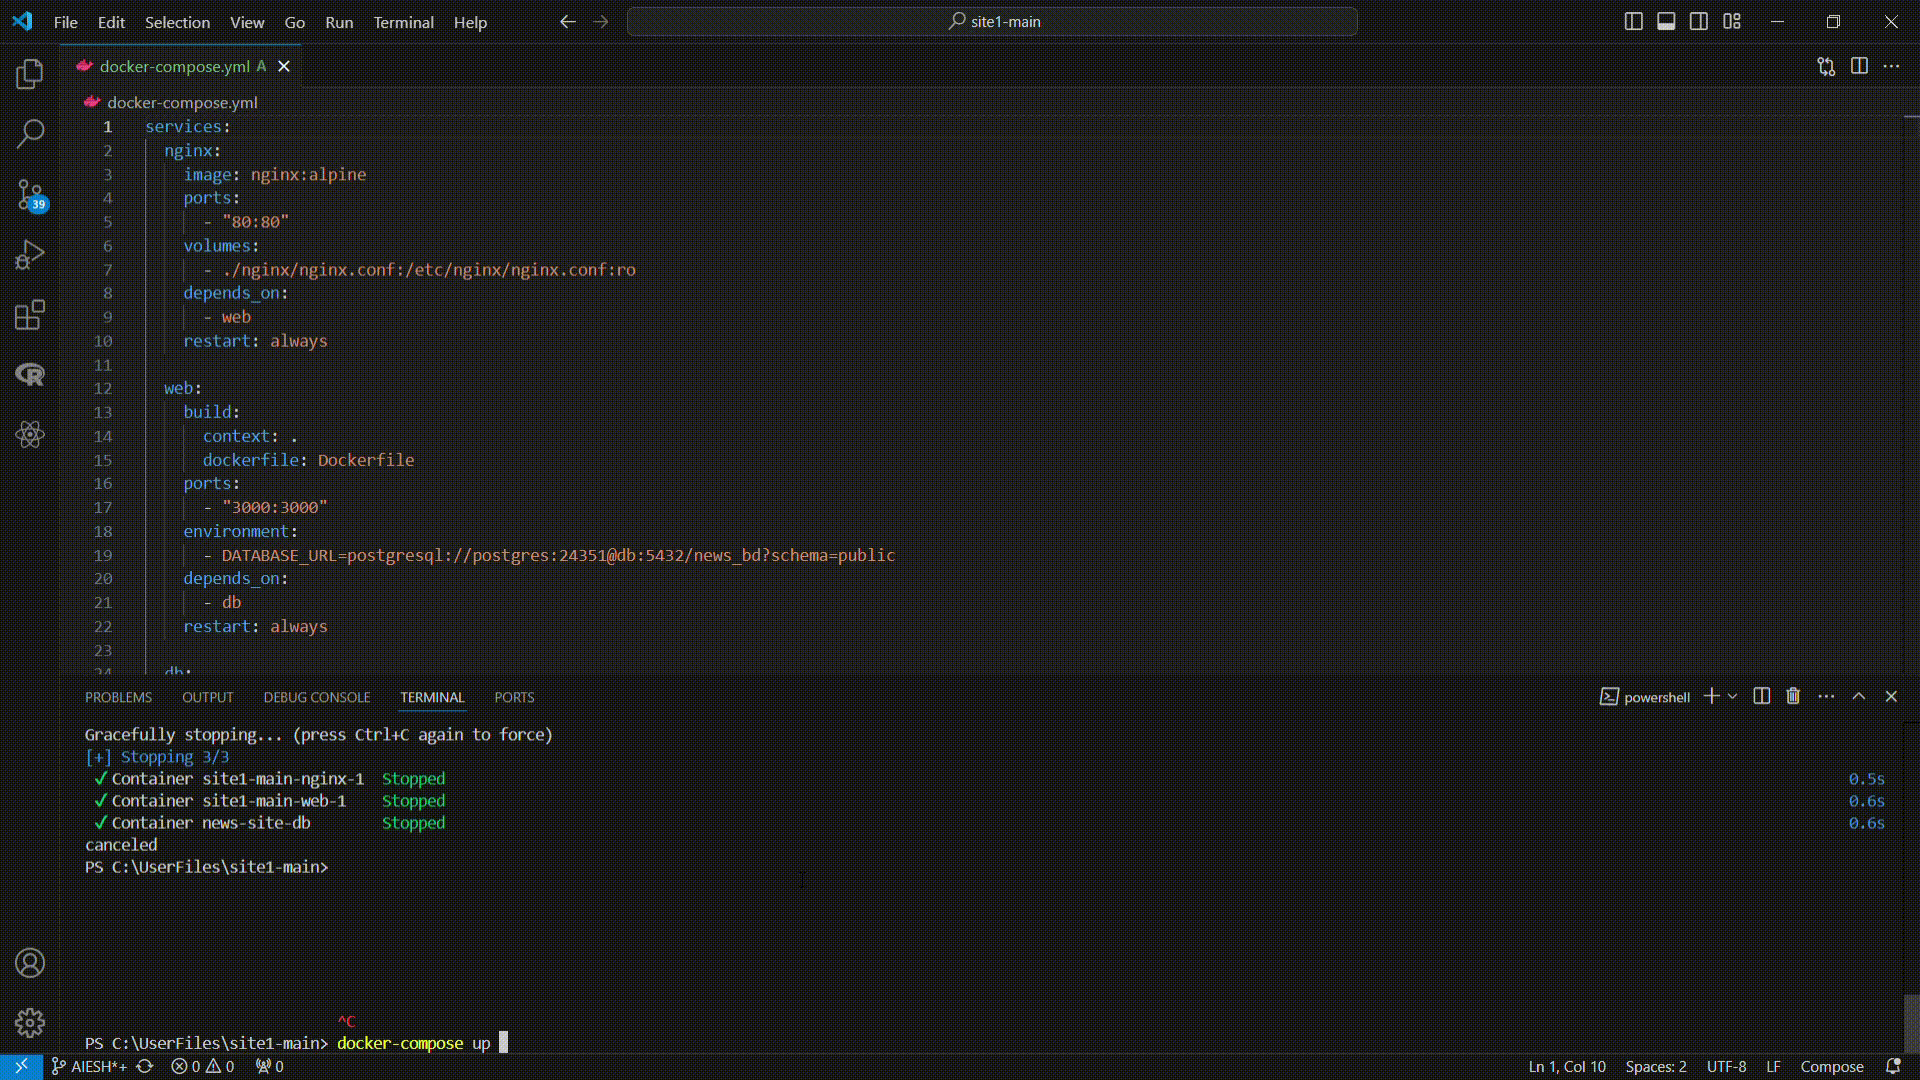 File Edit Selection View Go Run Terminal Help
site1-main
docker-compose.yml A
docker-compose.yml
1 services:
2 nginx:
3 image: nginx:alpine
4 ports:
5 - "80:80"
6 volumes:
7 - ./nginx/nginx.conf:/etc/nginx/nginx.conf:ro
8 depends_on:
9 - web
10 restart: always
11
12 web:
13 build:
14 context: .
15 dockerfile: Dockerfile
16 ports:
17 - "3000:3000"
18 environment:
19 - DATABASE_URL=postgresql://postgres:24351@db:5432/news_bd?schema=public
20 depends_on:
21 - db
22 restart: always
23
24 db:
39
PROBLEMS OUTPUT DEBUG CONSOLE TERMINAL PORTS
powershell
Gracefully stopping... (press Ctrl+C again to force)
[+] Stopping 3/3
✓ Container site1-main-nginx-1 Stopped 0.5s
✓ Container site1-main-web-1 Stopped 0.6s
✓ Container news-site-db Stopped 0.6s
canceled
PS C:\UserFiles\site1-main>
^C
PS C:\UserFiles\site1-main> docker-compose up
AIESH*+ 0 0 0
Ln 1, Col 10 Spaces: 2 UTF-8 LF Compose